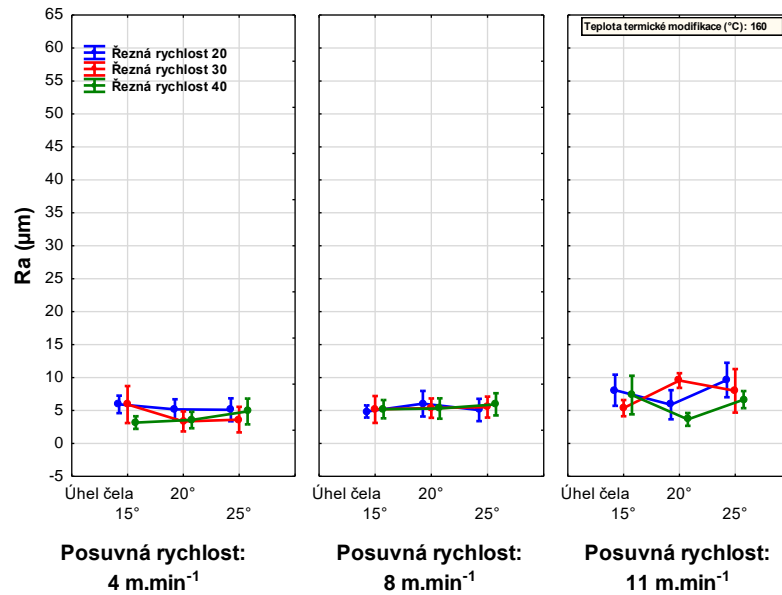 Teplota termické modifikace (°C): 160
Řezná rychlost 20
Řezná rychlost 30
Řezná rychlost 40
Ra (µm)
65
60
55
50
45
40
35
30
25
20
15
10
5
0
-5
Úhel čela 20° Úhel čela 20° Úhel čela 20°
15° 25° 15° 25° 15° 25°
Posuvná rychlost: Posuvná rychlost: Posuvná rychlost:
4 m.min⁻¹ 8 m.min⁻¹ 11 m.min⁻¹